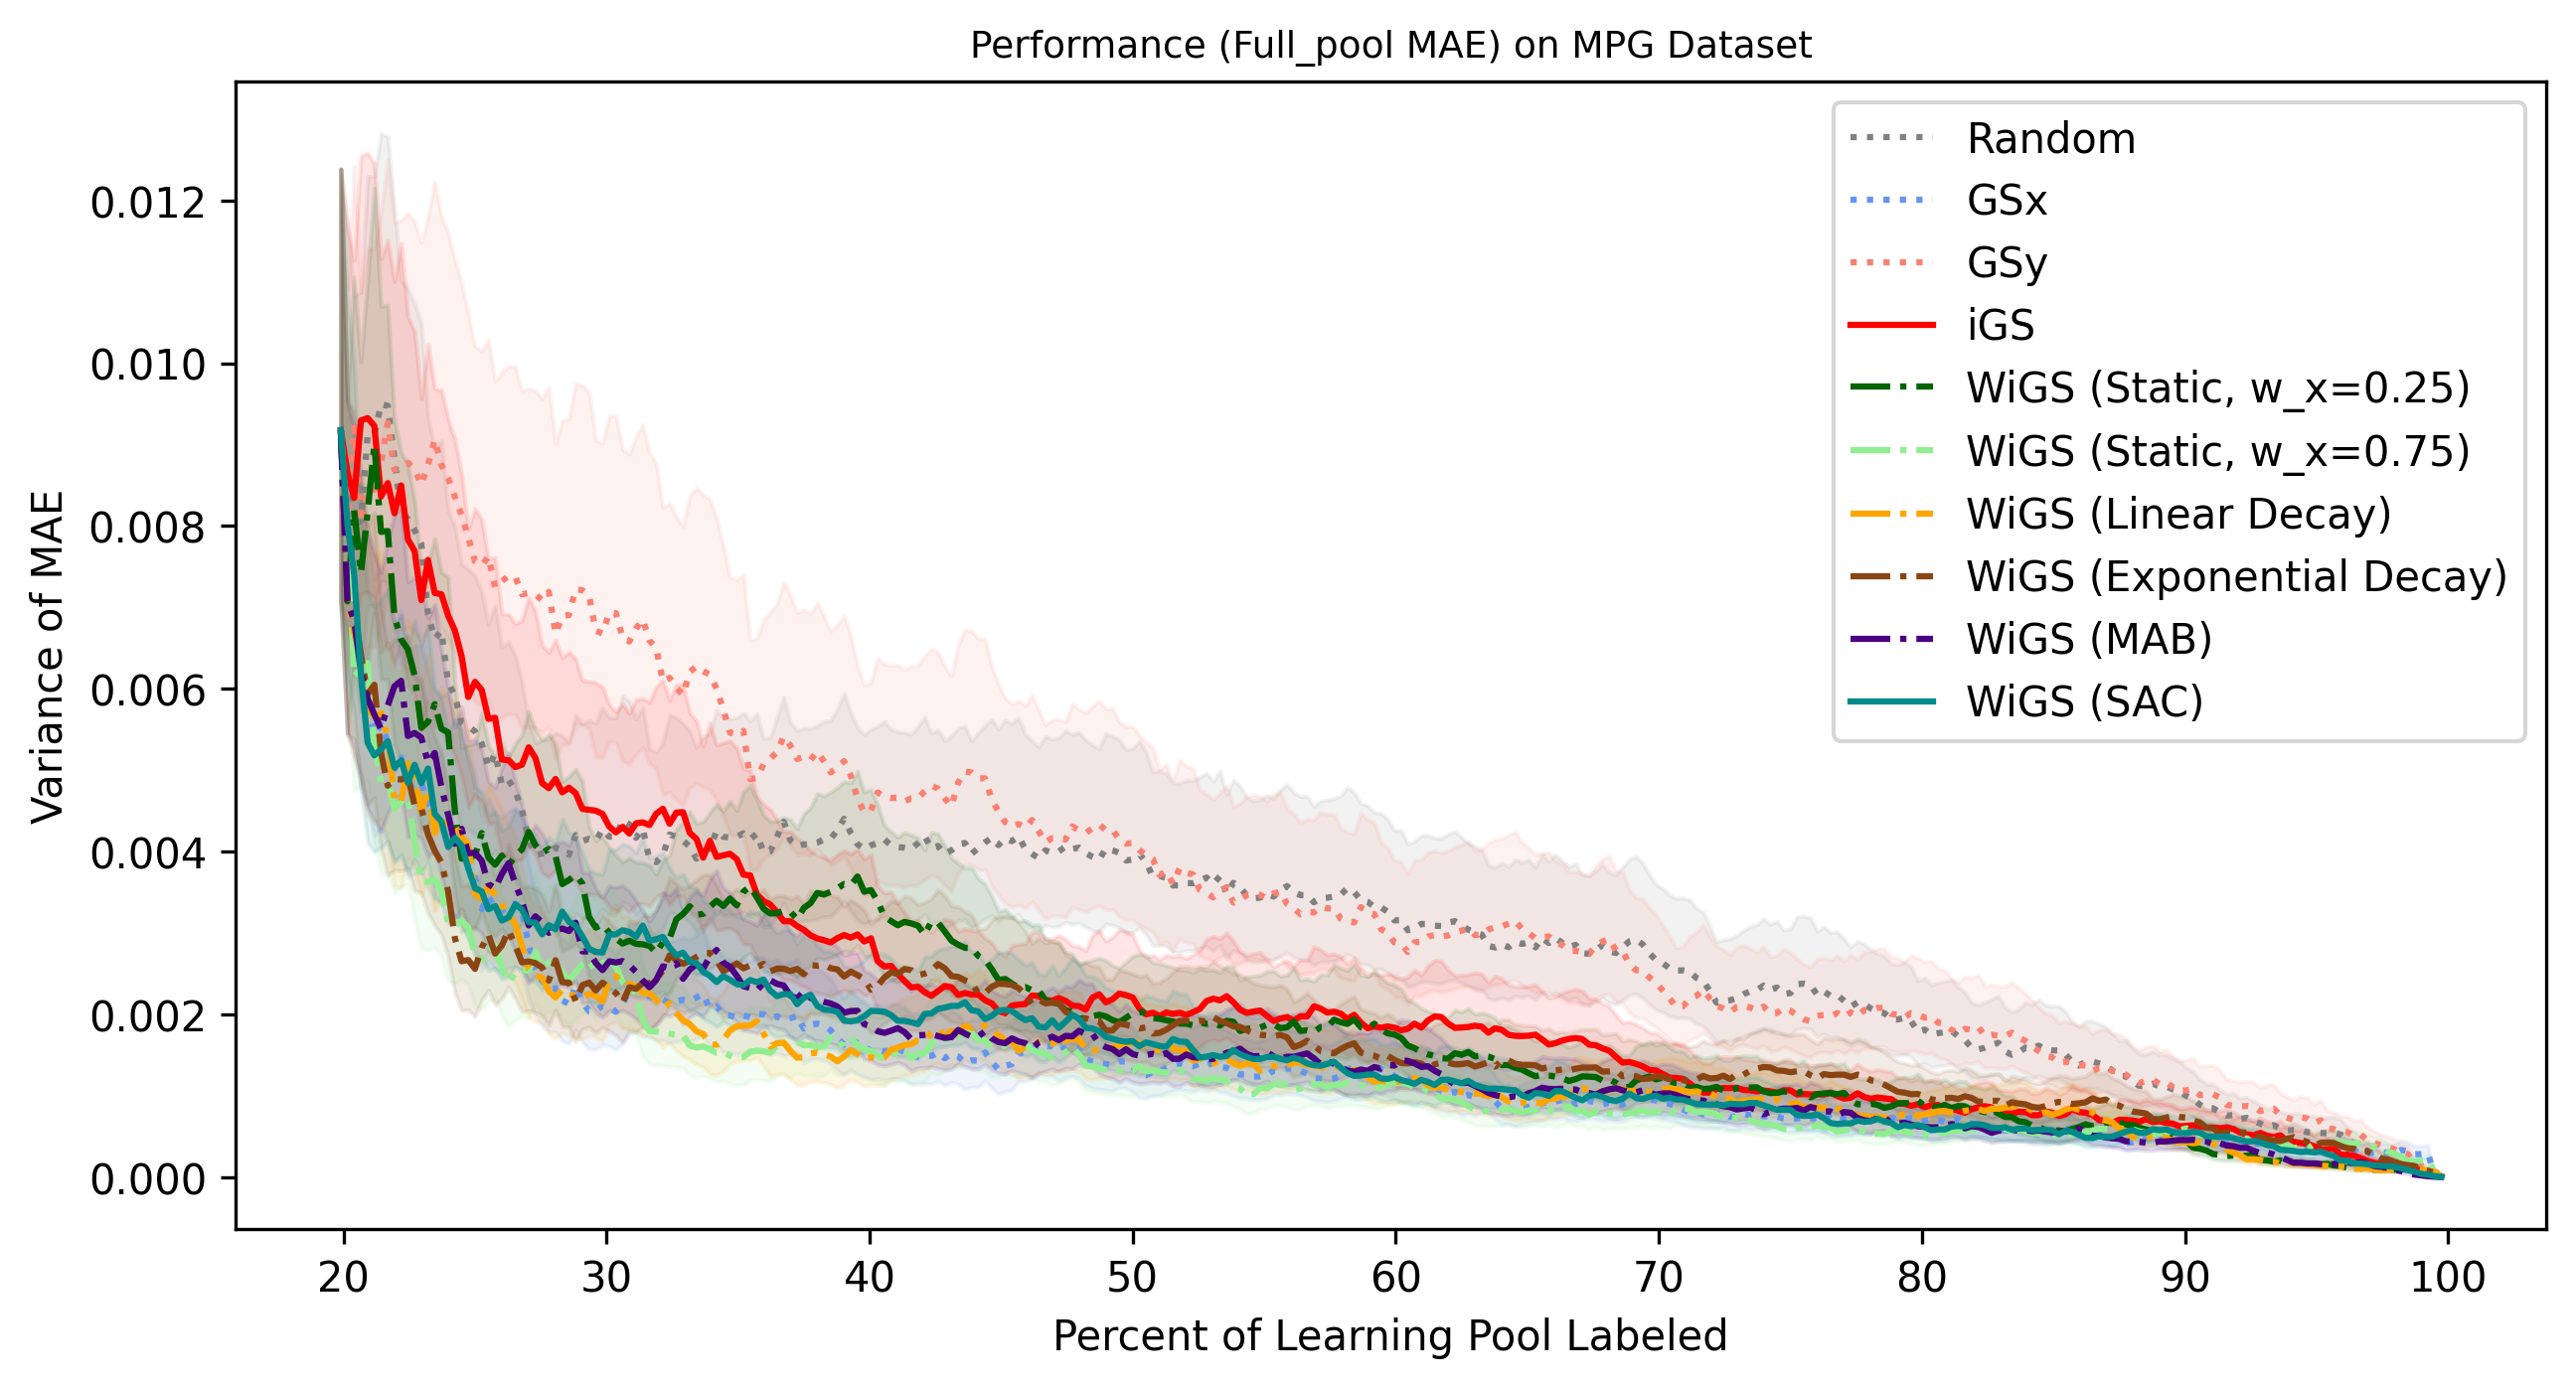 Performance (Full_pool MAE) on MPG Dataset
Variance of MAE
0.012
0.010
0.008
0.006
0.004
0.002
0.000
Random
GSx
GSy
iGS
WiGS (Static, w_x=0.25)
WiGS (Static, w_x=0.75)
WiGS (Linear Decay)
WiGS (Exponential Decay)
WiGS (MAB)
WiGS (SAC)
20 30 40 50 60 70 80 90 100
Percent of Learning Pool Labeled